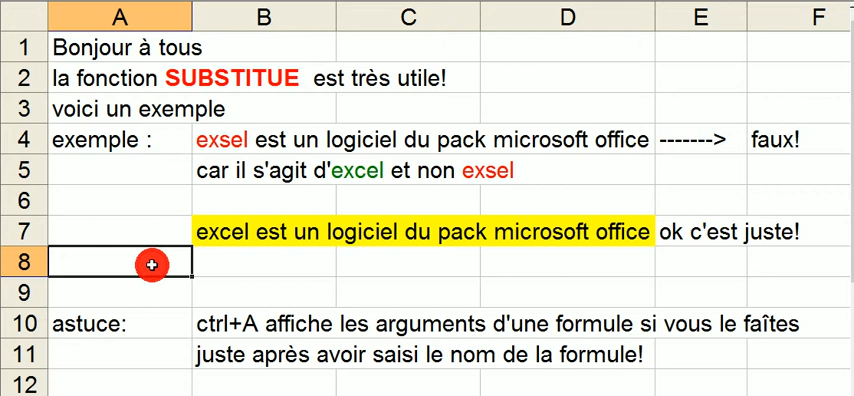 A B C D E F
1 Bonjour à tous
2 la fonction SUBSTITUE est très utile!
3 voici un exemple
4 exemple : exsel est un logiciel du pack microsoft office -------> faux!
5 car il s'agit d'excel et non exsel
6
7 excel est un logiciel du pack microsoft office ok c'est juste!
8
9
10 astuce: ctrl+A affiche les arguments d'une formule si vous le faîtes
11 juste après avoir saisi le nom de la formule!
12